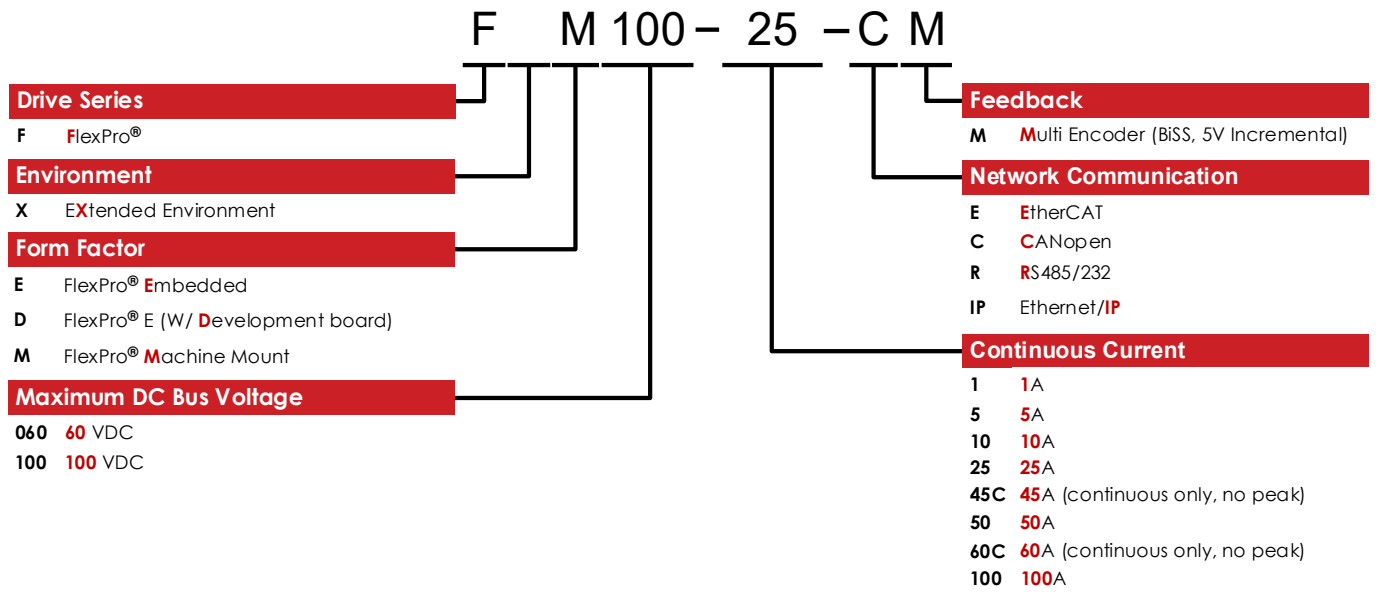 F M 100 – 25 – C M
Drive Series
F FlexPro®
Environment
X EXtended Environment
Form Factor
E FlexPro® Embedded
D FlexPro® E (W/ Development board)
M FlexPro® Machine Mount
Maximum DC Bus Voltage
060 60 VDC
100 100 VDC
Feedback
M Multi Encoder (BiSS, 5V Incremental)
Network Communication
E EtherCAT
C CANopen
R RS485/232
IP Ethernet/IP
Continuous Current
1 1A
5 5A
10 10A
25 25A
45C 45A (continuous only, no peak)
50 50A
60C 60A (continuous only, no peak)
100 100A